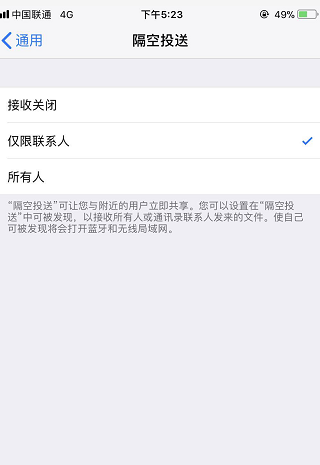 中国联通 4G 下午5:23 49%
通用 隔空投送
接收关闭
仅限联系人
所有人
“隔空投送”可让您与附近的用户立即共享。您可以设置在“隔空投
送”中可被发现，以接收所有人或通讯录联系人发来的文件。使自己
可被发现将会打开蓝牙和无线局域网。